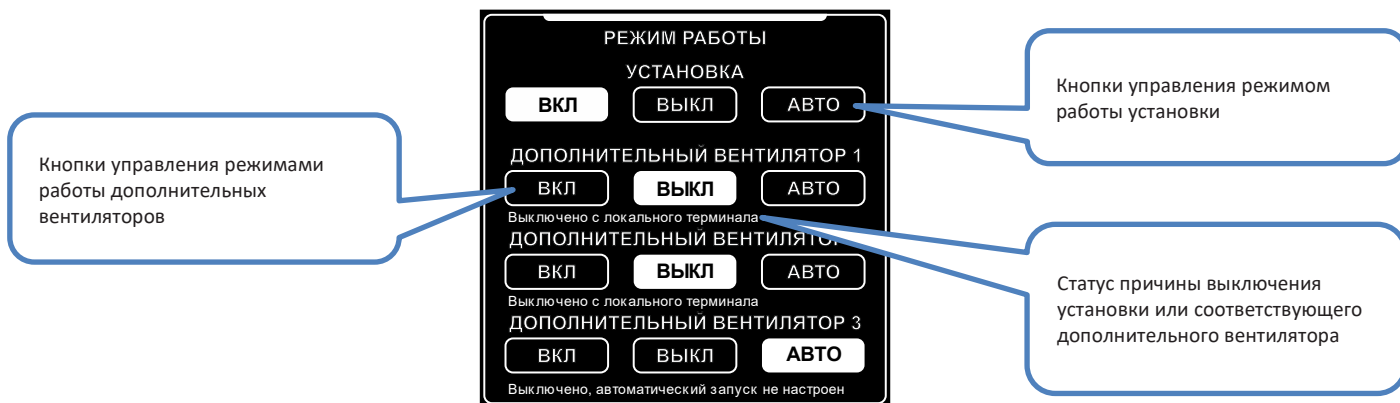 РЕЖИМ РАБОТЫ
УСТАНОВКА
ВКЛ ВЫКЛ АВТО
ДОПОЛНИТЕЛЬНЫЙ ВЕНТИЛЯТОР 1
ВКЛ ВЫКЛ АВТО
Выключено с локального терминала
ДОПОЛНИТЕЛЬНЫЙ ВЕНТИЛЯТОР
ВКЛ ВЫКЛ АВТО
Выключено с локального терминала
ДОПОЛНИТЕЛЬНЫЙ ВЕНТИЛЯТОР 3
ВКЛ ВЫКЛ АВТО
Выключено, автоматический запуск не настроен
Кнопки управления режимами
работы дополнительных
вентиляторов
Кнопки управления режимом
работы установки
Статус причины выключения
установки или соответствующего
дополнительного вентилятора